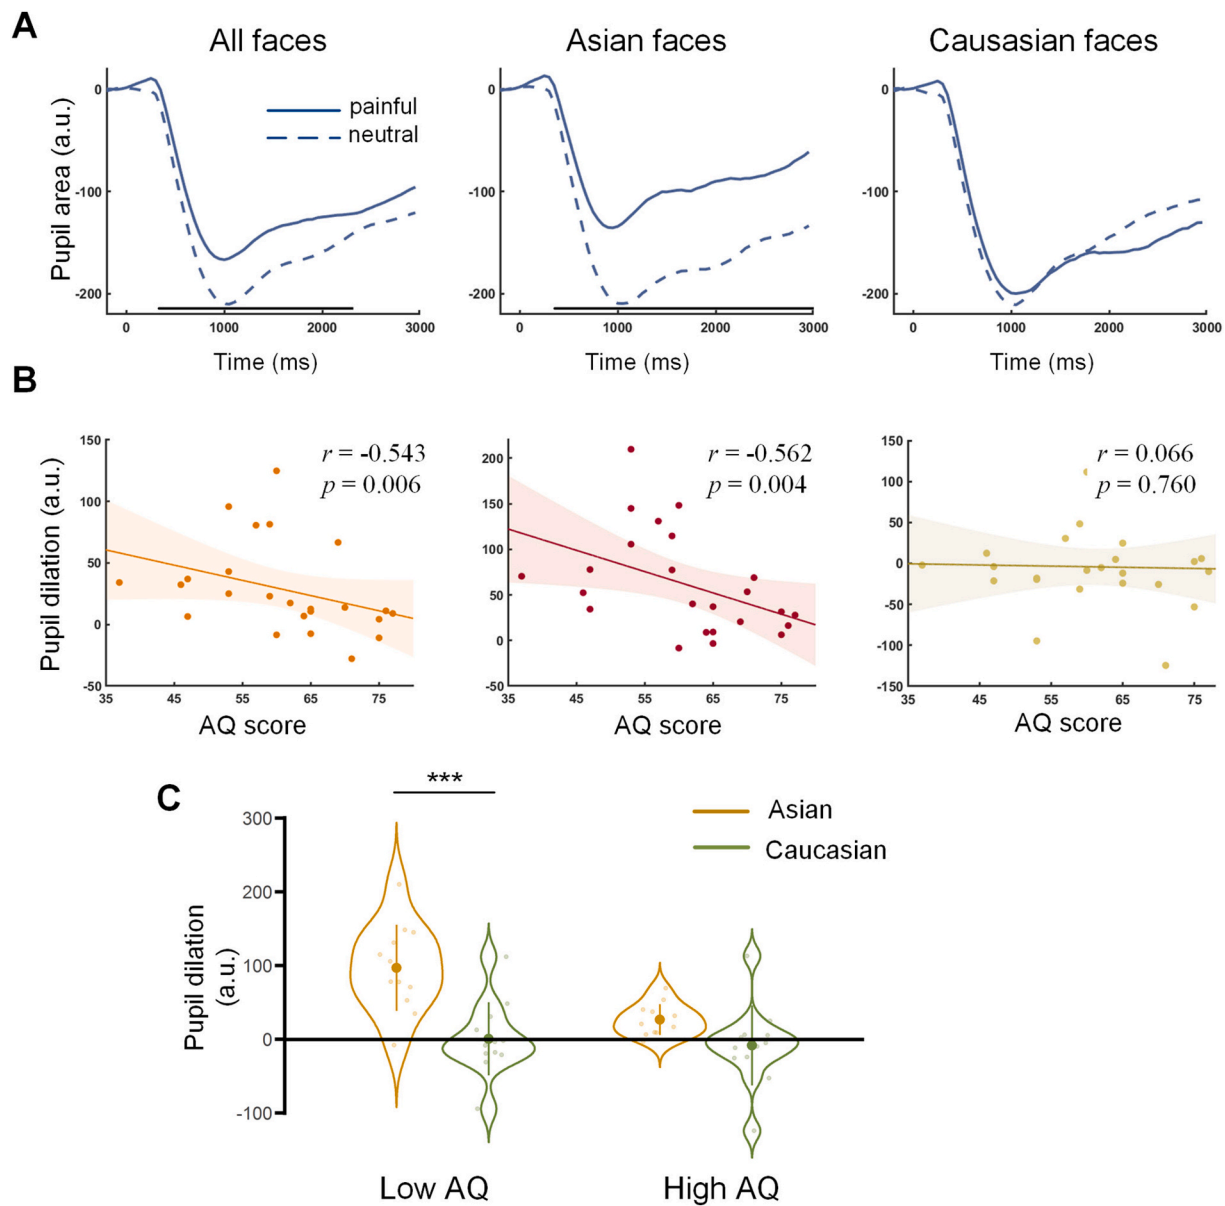 A
All faces
Asian faces
Causasian faces
Pupil area (a.u.)
0
-100
-200
painful
neutral
0
-100
-200
0
-100
-200
0 1000 2000 3000
0 1000 2000 3000
0 1000 2000 3000
Time (ms)
Time (ms)
Time (ms)
B
Pupil dilation (a.u.)
150
100
50
0
-50
r = -0.543
p = 0.006
200
150
100
50
0
-50
r = -0.562
p = 0.004
150
100
50
0
-50
-100
-150
r = 0.066
p = 0.760
35 45 55 65 75
35 45 55 65 75
35 45 55 65 75
AQ score
AQ score
AQ score
C
***
Asian
Caucasian
Pupil dilation
(a.u.)
300
200
100
0
-100
Low AQ
High AQ